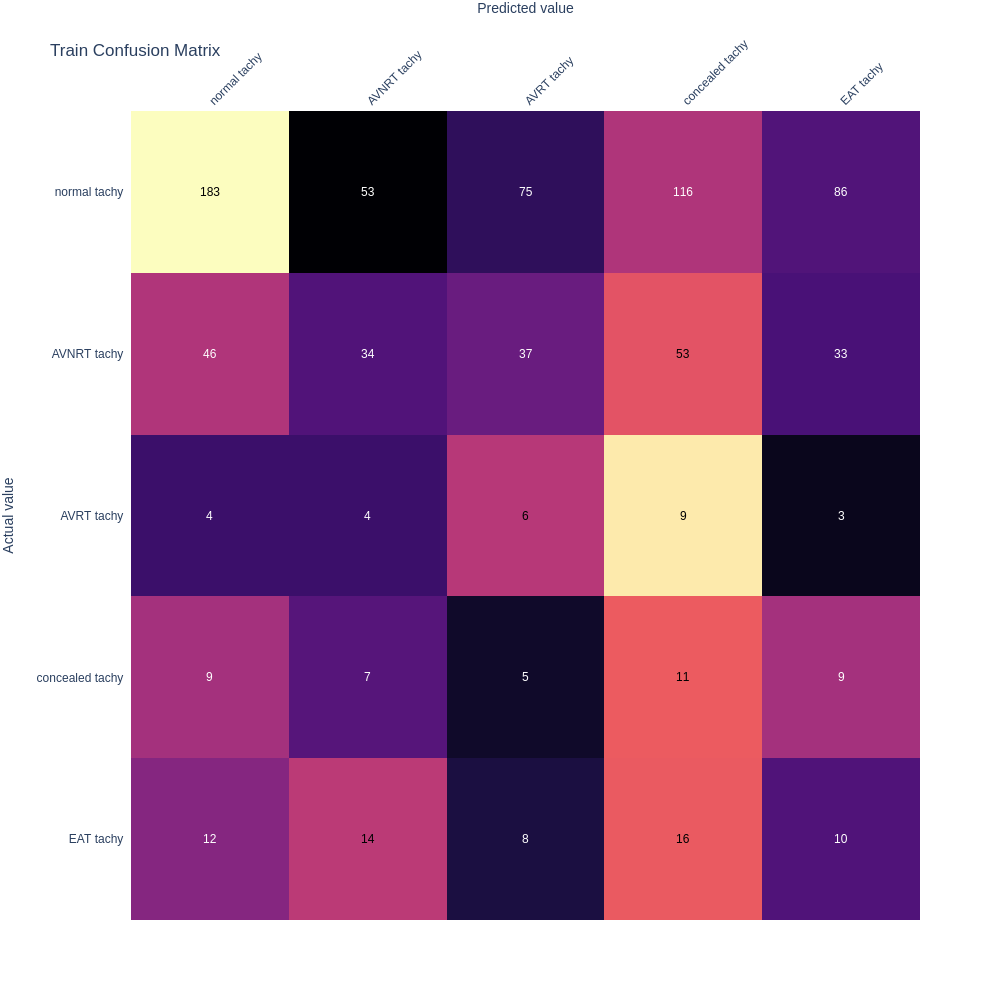 Predicted value
Train Confusion Matrix
normal tachy AVNRT tachy AVRT tachy concealed tachy EAT tachy
normal tachy 183 53 75 116 86
AVNRT tachy 46 34 37 53 33
Actual value
AVRT tachy 4 4 6 9 3
concealed tachy 9 7 5 11 9
EAT tachy 12 14 8 16 10